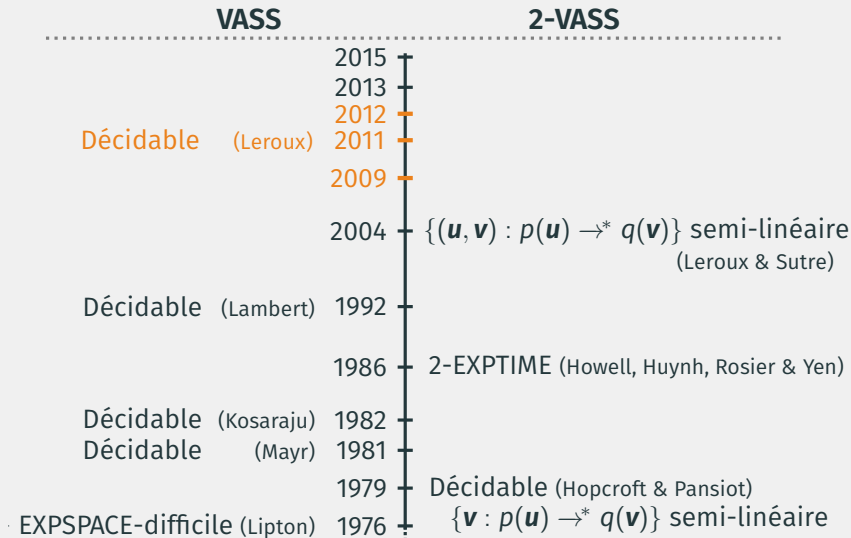 VASS 2-VASS
2015
2013
2012
Décidable (Leroux) 2011
2009
2004 {(u, v) : p(u) →* q(v)} semi-linéaire
(Leroux & Sutre)
Décidable (Lambert) 1992
1986 2-EXPTIME (Howell, Huynh, Rosier & Yen)
Décidable (Kosaraju) 1982
Décidable (Mayr) 1981
1979 Décidable (Hopcroft & Pansiot)
EXPSPACE-difficile (Lipton) 1976 {v : p(u) →* q(v)} semi-linéaire